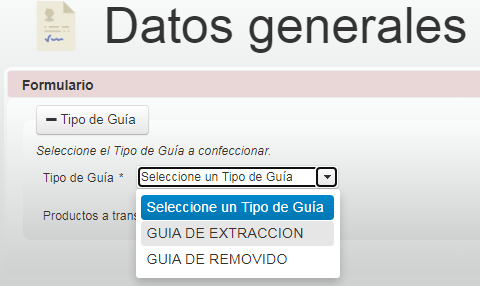 Datos generales
Formulario
Tipo de Guía
Seleccione el Tipo de Guía a confeccionar.
Tipo de Guía * Seleccione un Tipo de Guía
Seleccione un Tipo de Guía
Productos a trans
GUIA DE EXTRACCION
GUIA DE REMOVIDO